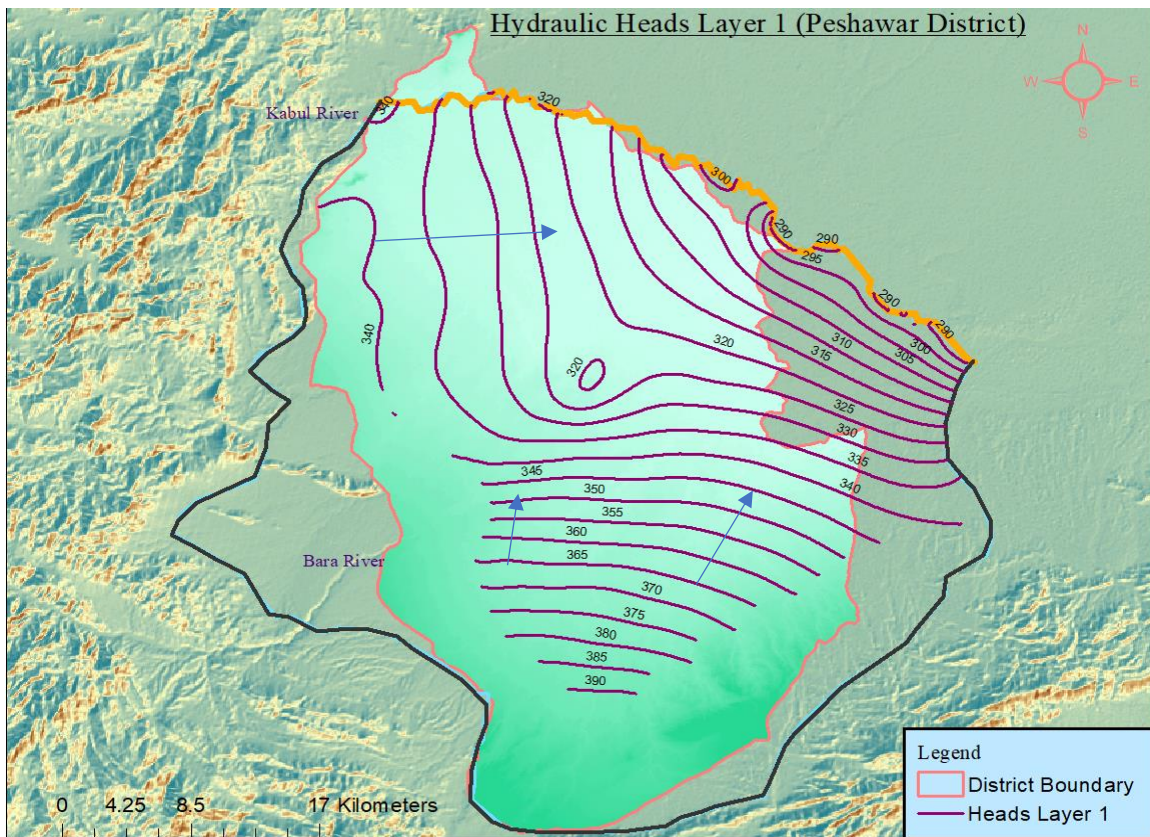 Hydraulic Heads Layer 1 (Peshawar District)
N
W E
S
Kabul River
340
320
300
290
290
295
290
290
340
320
310
315
305
300
320
325
330
335
340
345
350
355
360
365
370
375
380
385
390
Bara River
0 4.25 8.5 17 Kilometers
Legend
District Boundary
Heads Layer 1